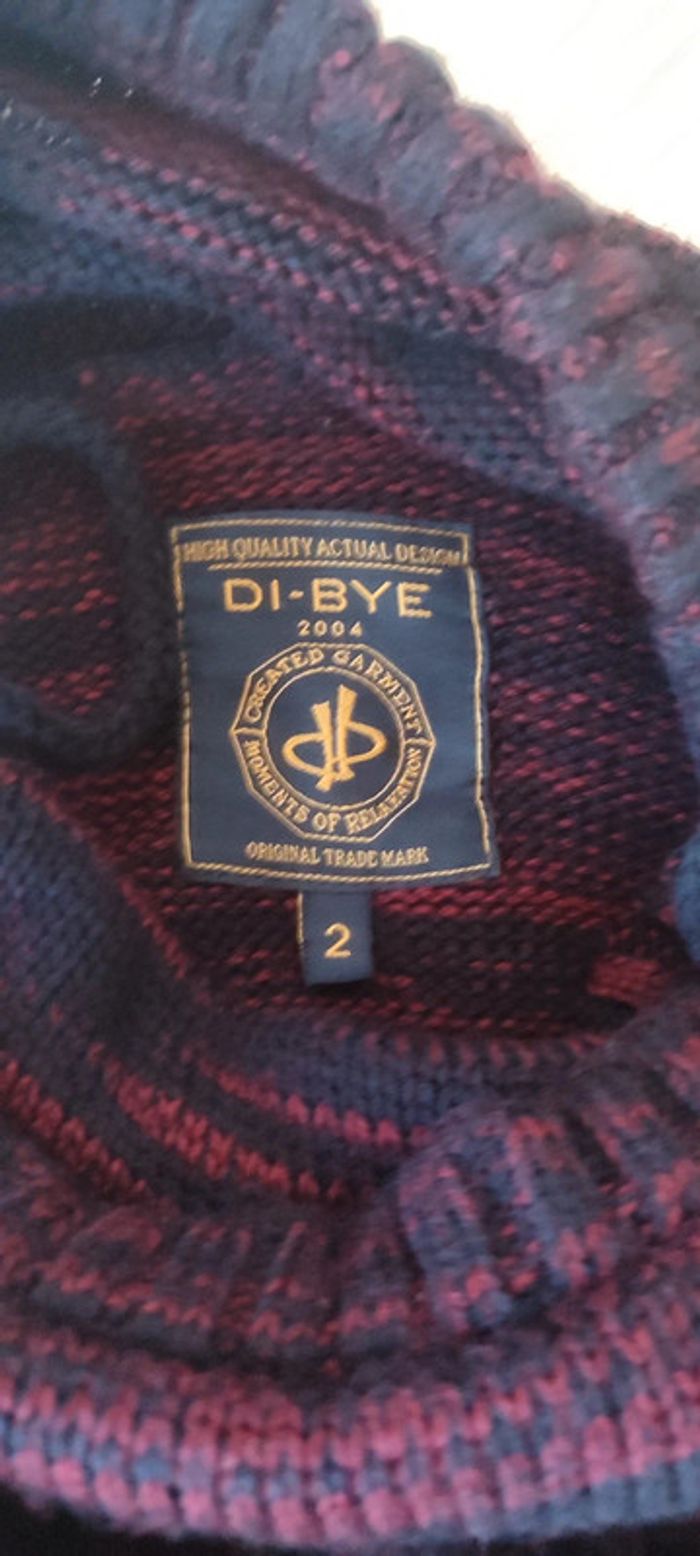 HIGH QUALITY ACTUAL DESIGN
DI-BYE
2004
CREATED GARMENT
MOMENTS OF RELAXATION
ORIGINAL TRADE MARK
2